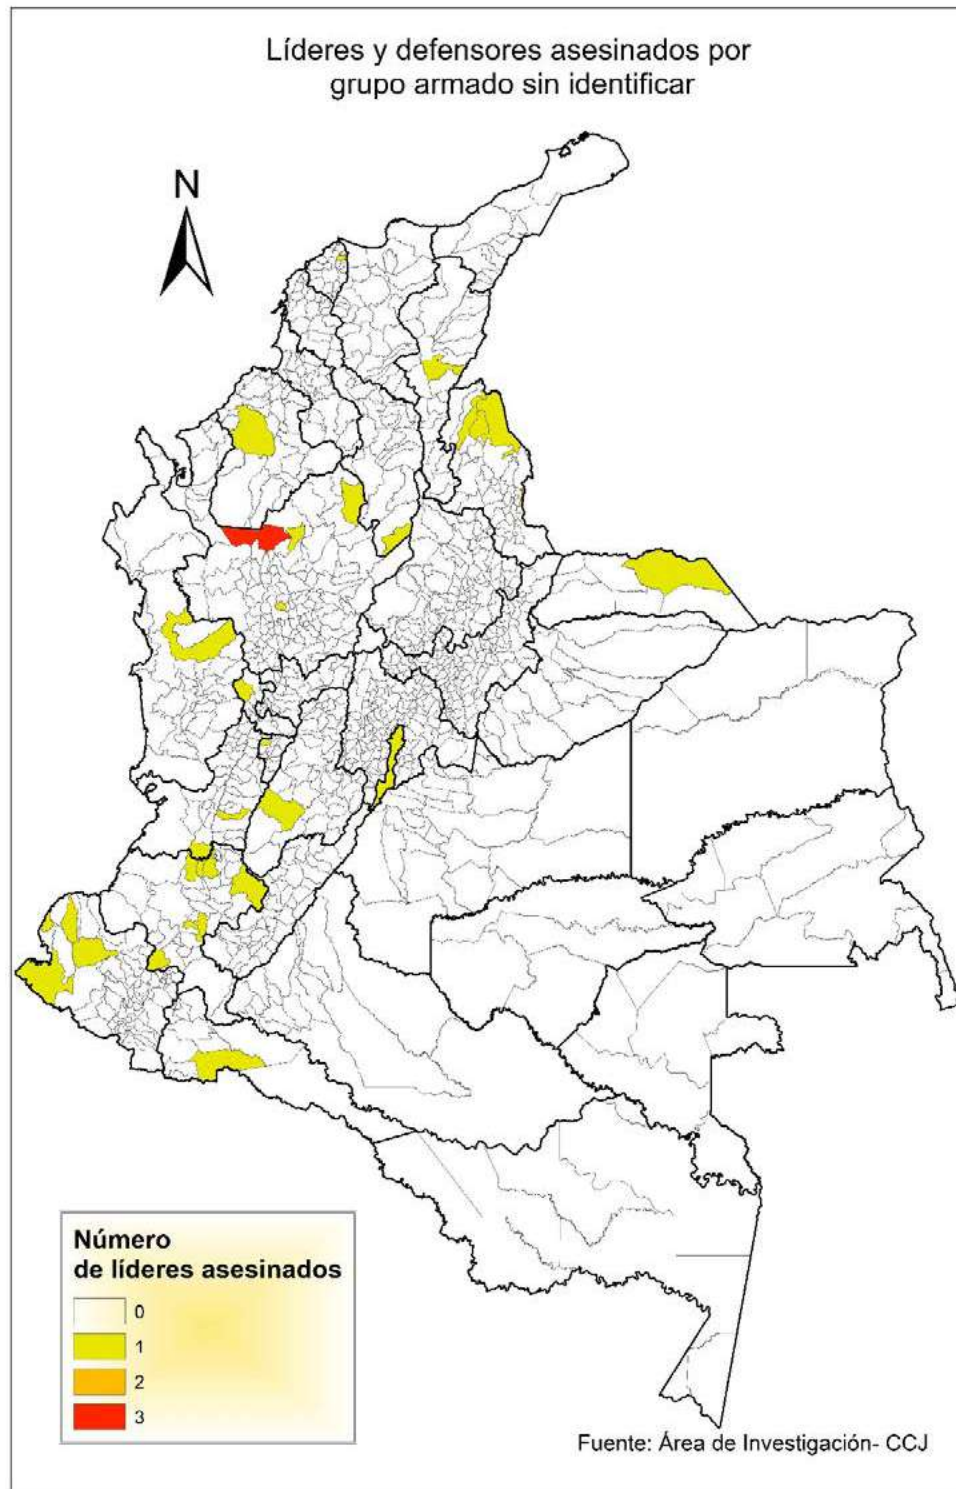 Líderes y defensores asesinados por
grupo armado sin identificar
N
Número
de líderes asesinados
0
1
2
3
Fuente: Área de Investigación- CCJ